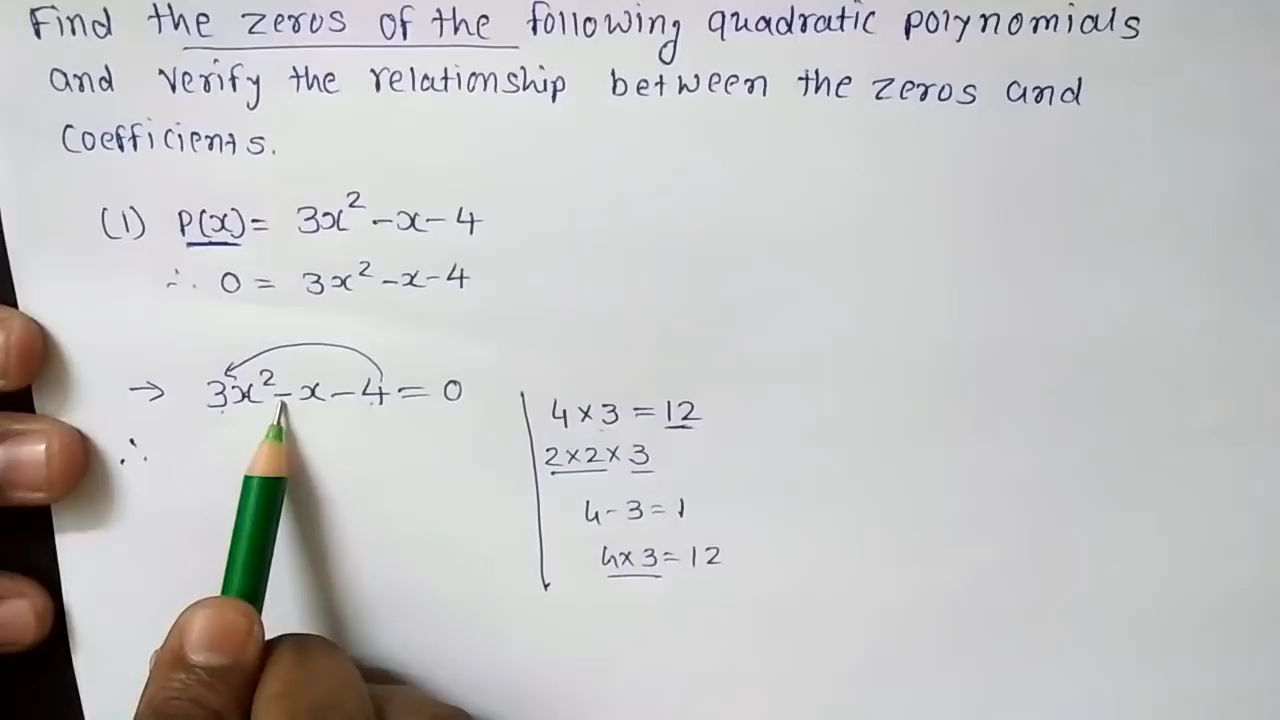 Find the zeros of the following quadratic polynomials
and verify the relationship between the zeros and
coefficients.
(1) P(x) = 3x² - x - 4
∴ 0 = 3x² - x - 4
→ 3x² - x - 4 = 0
∴
4 × 3 = 12
2 × 2 × 3
4 - 3 = 1
4 × 3 = 12